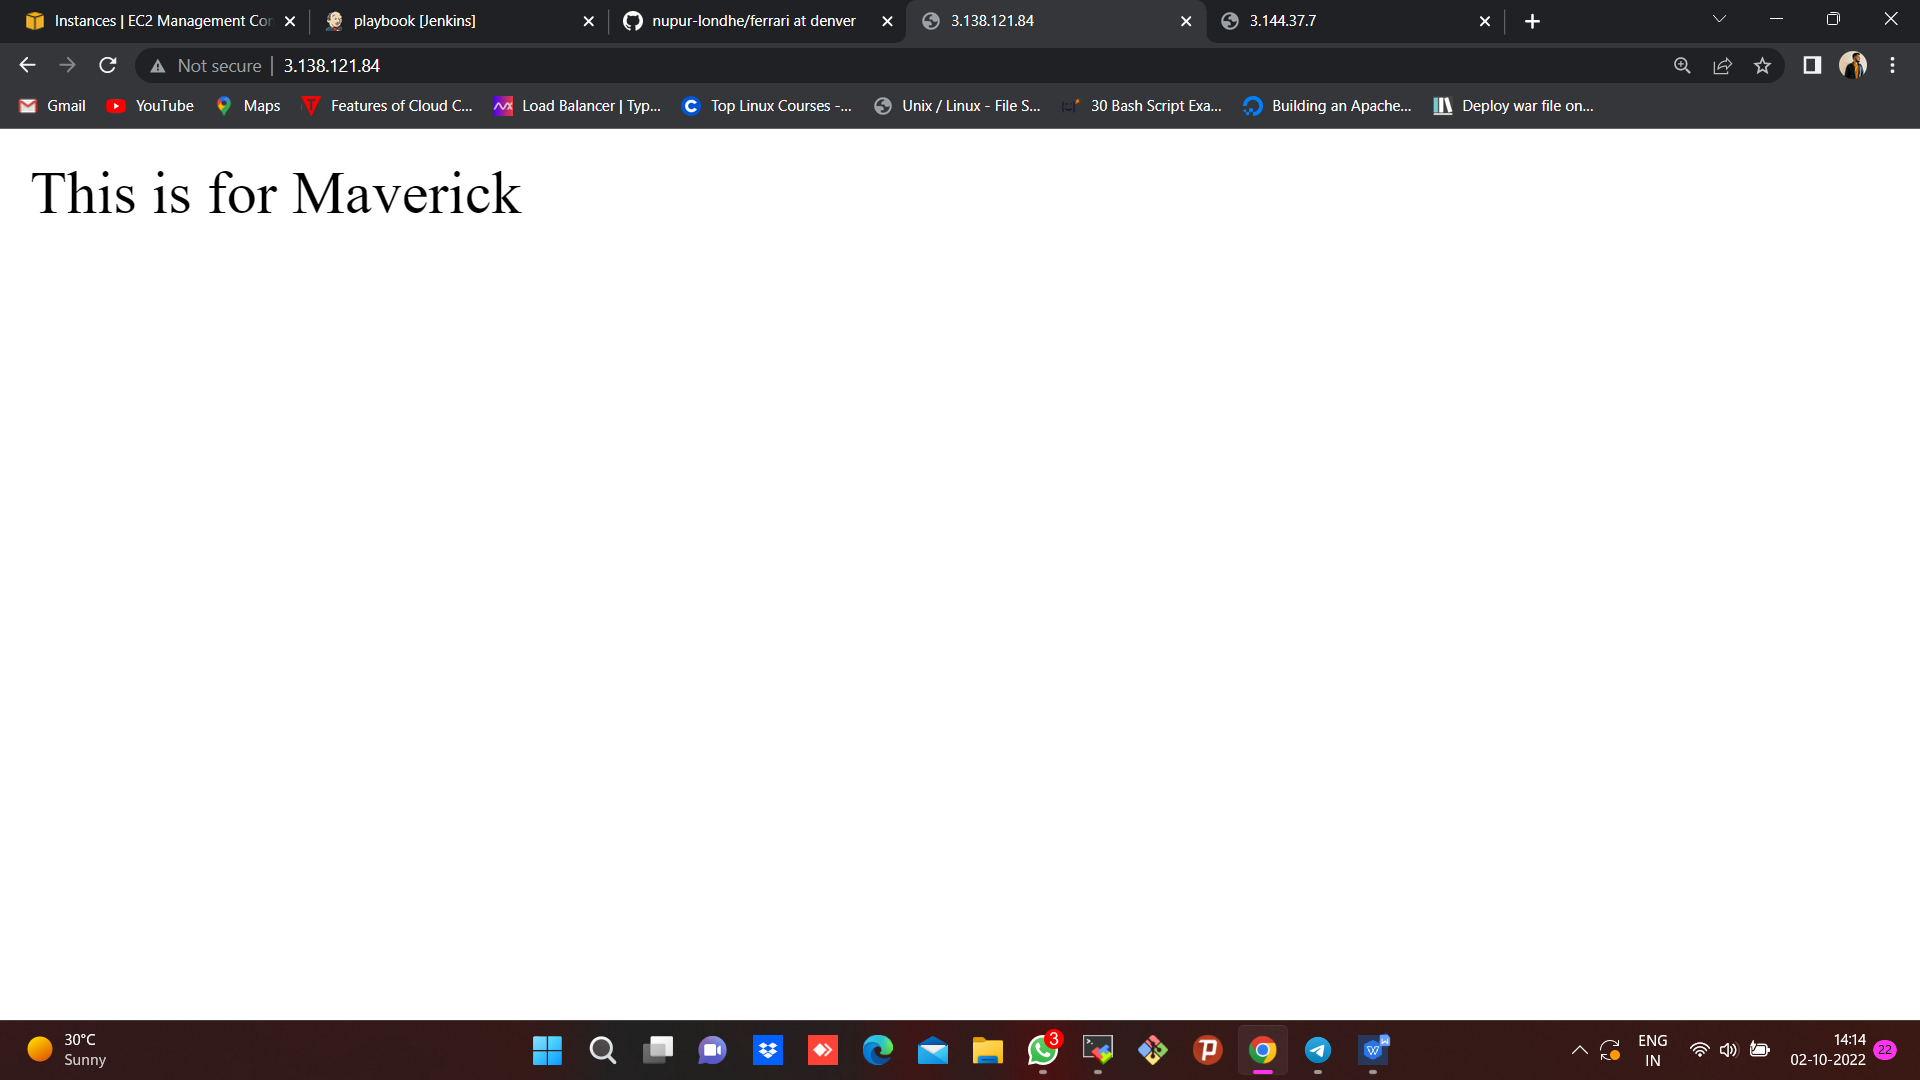 Instances | EC2 Management Con
playbook [Jenkins]
nupur-londhe/ferrari at denver
3.138.121.84
3.144.37.7
Not secure | 3.138.121.84
Gmail
YouTube
Maps
Features of Cloud C...
Load Balancer | Typ...
Top Linux Courses -...
Unix / Linux - File S...
30 Bash Script Exa...
Building an Apache...
Deploy war file on...
This is for Maverick
30°C
Sunny
3
ENG
IN
14:14
02-10-2022
22